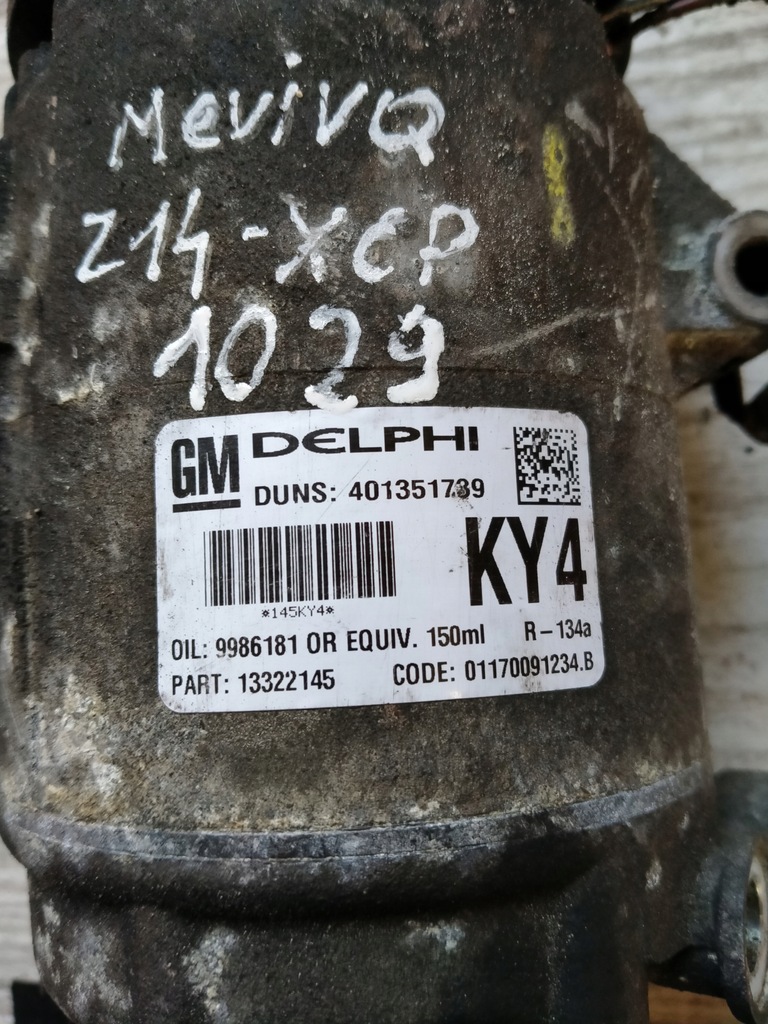 MeviVQ
Z14-XEP
1029
GM DELPHI
DUNS: 401351739
KY4
*145KY4*
OIL: 9986181 OR EQUIV. 150ml R-134a
PART: 13322145 CODE: 01170091234.B